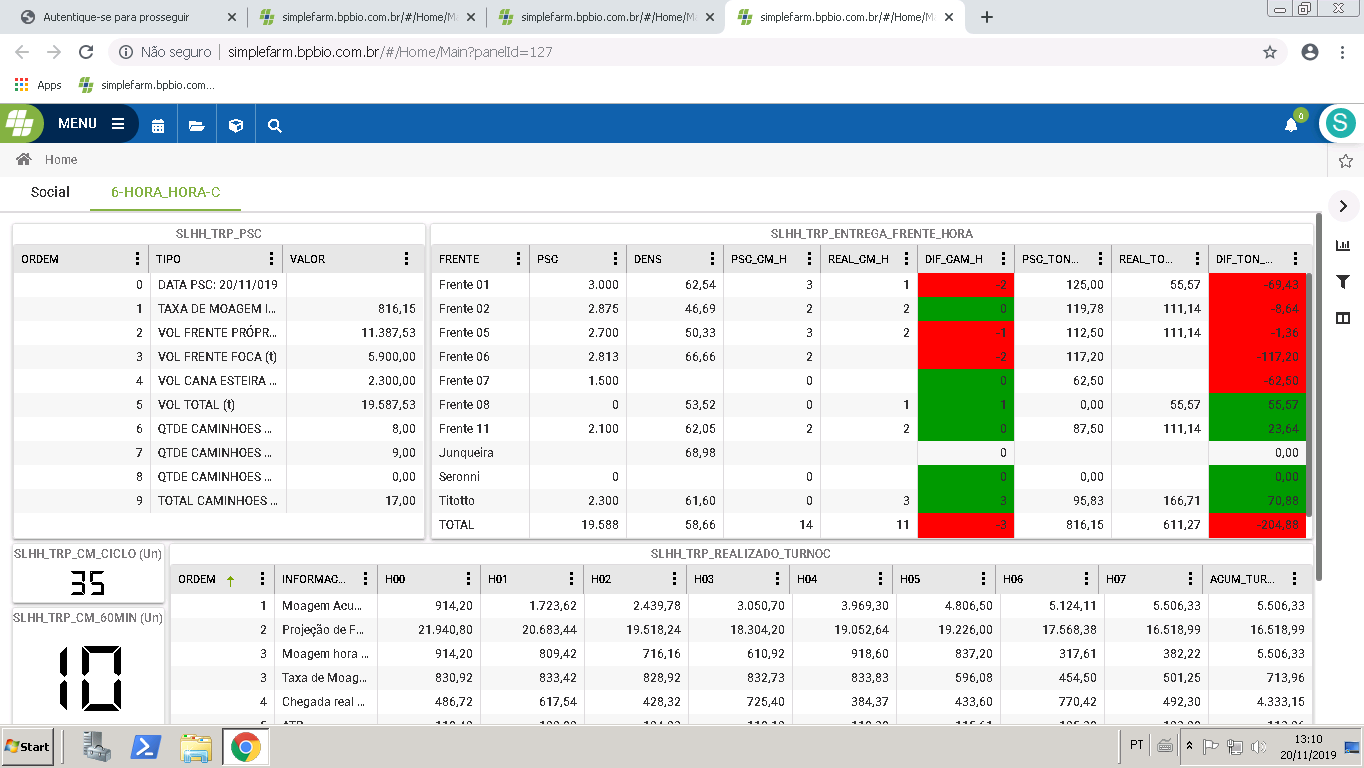 Autentique-se para prosseguir
simplefarm.bpbio.com.br/#/Home/Ma
simplefarm.bpbio.com.br/#/Home/Ma
simplefarm.bpbio.com.br/#/Home/Ma
Não seguro simplefarm.bpbio.com.br/#/Home/Main?panelId=127
Apps simplefarm.bpbio.com...
MENU 0 S
Home
Social 6-HORA_HORA-C
SLHH_TRP_PSC
ORDEM TIPO VALOR
0 DATA PSC: 20/11/019
1 TAXA DE MOAGEM I... 816,15
2 VOL FRENTE PRÓPR... 11.387,53
3 VOL FRENTE FOCA (t) 5.900,00
4 VOL CANA ESTEIRA ... 2.300,00
5 VOL TOTAL (t) 19.587,53
6 QTDE CAMINHOES ... 8,00
7 QTDE CAMINHOES ... 9,00
8 QTDE CAMINHOES ... 0,00
9 TOTAL CAMINHOES ... 17,00
SLHH_TRP_ENTREGA_FRENTE_HORA
FRENTE PSC DENS PSC_CM_H REAL_CM_H DIF_CAM_H PSC_TON... REAL_TO... DIF_TON_...
Frente 01 3.000 62,54 3 1 -2 125,00 55,57 -69,43
Frente 02 2.875 46,69 2 2 0 119,78 111,14 -8,64
Frente 05 2.700 50,33 3 2 -1 112,50 111,14 -1,36
Frente 06 2.813 66,66 2 -2 117,20 -117,20
Frente 07 1.500 0 0 62,50 -62,50
Frente 08 0 53,52 0 1 1 0,00 55,57 55,57
Frente 11 2.100 62,05 2 2 0 87,50 111,14 23,64
Junqueira 68,98 0 0,00
Seronni 0 0 0 0,00 0,00
Titotto 2.300 61,60 0 3 3 95,83 166,71 70,88
TOTAL 19.588 58,66 14 11 -3 816,15 611,27 -204,88
SLHH_TRP_CM_CICLO (Un)
35
SLHH_TRP_CM_60MIN (Un)
10
SLHH_TRP_REALIZADO_TURNOC
ORDEM INFORMAC... H00 H01 H02 H03 H04 H05 H06 H07 ACUM_TUR...
1 Moagem Acu... 914,20 1.723,62 2.439,78 3.050,70 3.969,30 4.806,50 5.124,11 5.506,33 5.506,33
2 Projeção de F... 21.940,80 20.683,44 19.518,24 18.304,20 19.052,64 19.226,00 17.568,38 16.518,99 16.518,99
3 Moagem hora ... 914,20 809,42 716,16 610,92 918,60 837,20 317,61 382,22 5.506,33
3 Taxa de Moag... 830,92 833,42 828,92 832,73 833,83 596,08 454,50 501,25 713,96
4 Chegada real ... 486,72 617,54 428,32 725,40 384,37 433,60 770,42 492,30 4.333,15
Start PT 13:10
20/11/2019